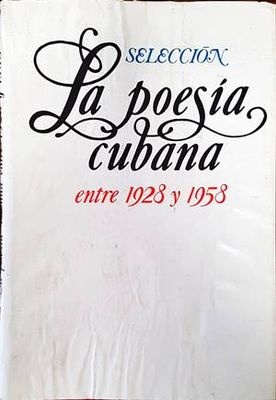 SELECCIÓN
La poesía
cubana
entre 1928 y 1958